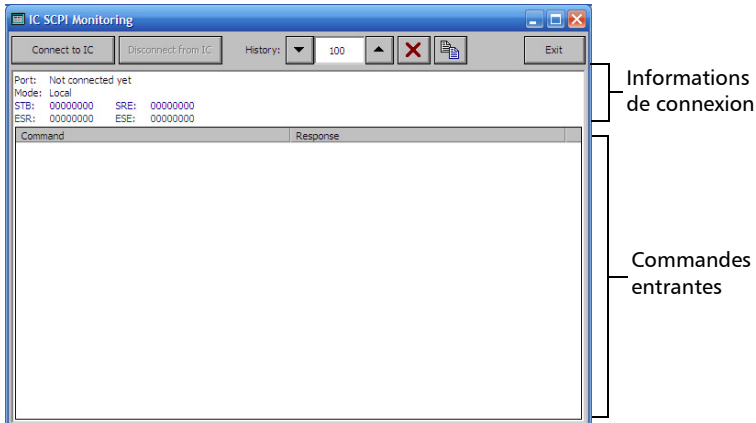 IC SCPI Monitoring
Connect to IC Disconnect from IC History: 100 Exit
Port: Not connected yet
Mode: Local
STB: 00000000 SRE: 00000000
ESR: 00000000 ESE: 00000000
Command Response
Informations
de connexion
Commandes
entrantes